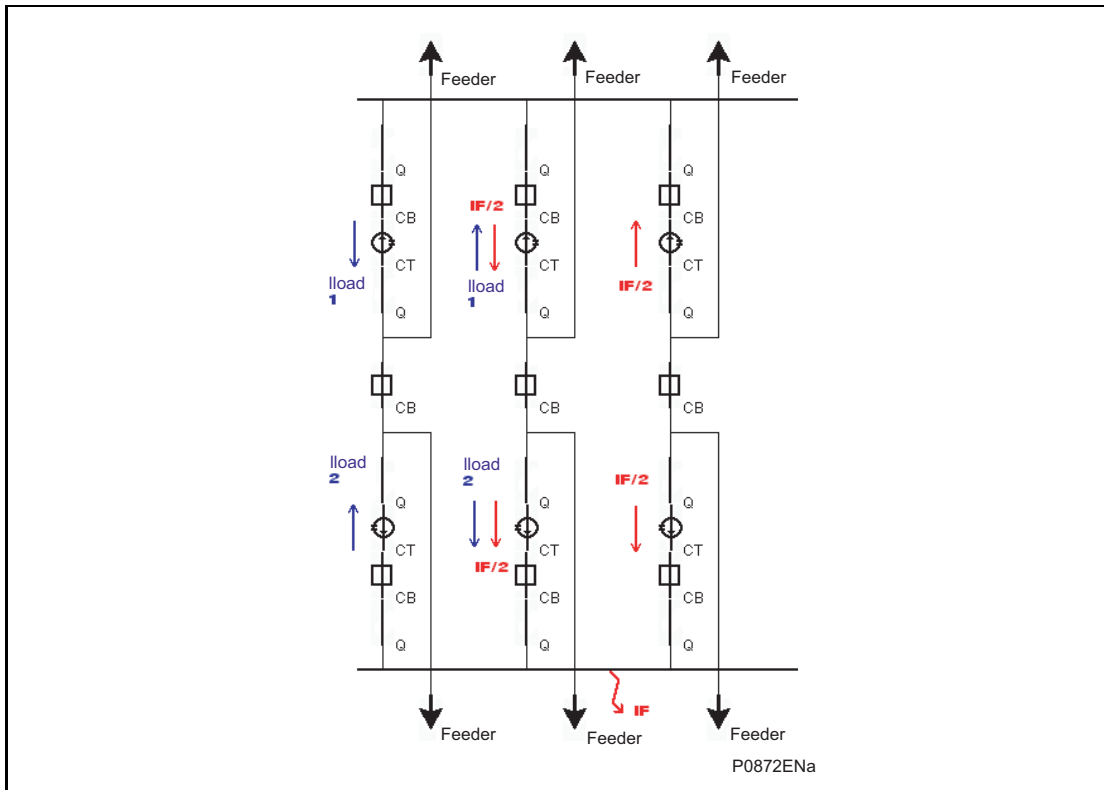 Feeder Feeder Feeder
Q Q Q
IF/2
CB CB CB
CT CT CT
Iload Iload IF/2
1 1
Q Q Q
CB CB CB
Iload Iload IF/2
2 2
Q Q Q
CT CT CT
IF/2
CB CB CB
Q Q Q
IF
Feeder Feeder Feeder
P0872ENa